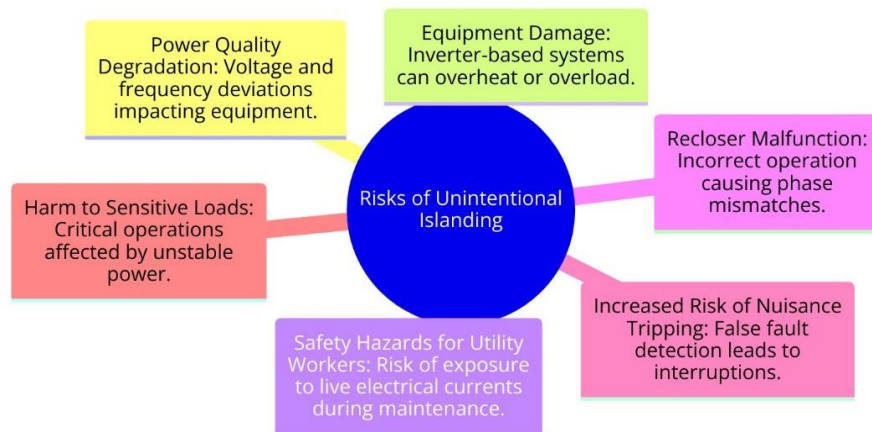 Power Quality
Degradation: Voltage and
frequency deviations
impacting equipment.
Equipment Damage:
Inverter-based systems
can overheat or overload.
Recloser Malfunction:
Incorrect operation
causing phase
mismatches.
Risks of Unintentional
Islanding
Harm to Sensitive Loads:
Critical operations
affected by unstable
power.
Increased Risk of Nuisance
Tripping: False fault
detection leads to
interruptions.
Safety Hazards for Utility
Workers: Risk of exposure
to live electrical currents
during maintenance.